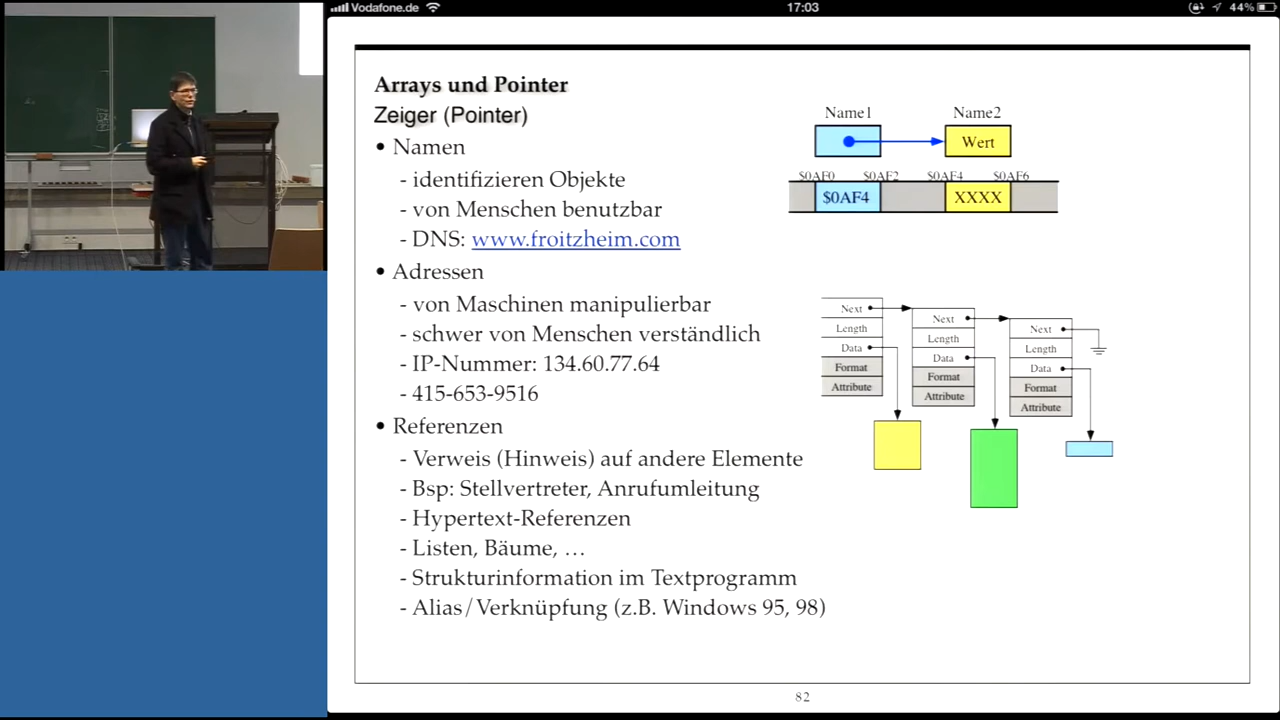 Vodafone.de
17:03
44%
Arrays und Pointer
Zeiger (Pointer)
• Namen
- identifizieren Objekte
- von Menschen benutzbar
- DNS: www.froitzheim.com
• Adressen
- von Maschinen manipulierbar
- schwer von Menschen verständlich
- IP-Nummer: 134.60.77.64
- 415-653-9516
• Referenzen
- Verweis (Hinweis) auf andere Elemente
- Bsp: Stellvertreter, Anrufumleitung
- Hypertext-Referenzen
- Listen, Bäume, …
- Strukturinformation im Textprogramm
- Alias/Verknüpfung (z.B. Windows 95, 98)
Name1 Name2
Wert
$0AF0 $0AF2 $0AF4 $0AF6
$0AF4 XXXX
Next
Length
Data
Format
Attribute
Next
Length
Data
Format
Attribute
Next
Length
Data
Format
Attribute
82